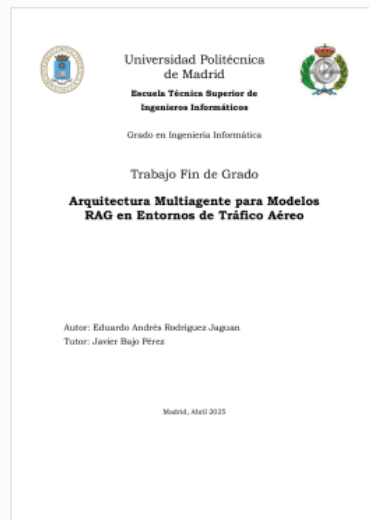 Universidad Politécnica
de Madrid
Escuela Técnica Superior de
Ingenieros Informáticos
Grado en Ingeniería Informática
Trabajo Fin de Grado
Arquitectura Multiagente para Modelos
RAG en Entornos de Tráfico Aéreo
Autor: Eduardo Andrés Rodríguez Jaguan
Tutor: Javier Bajo Pérez
Madrid, Abril 2025